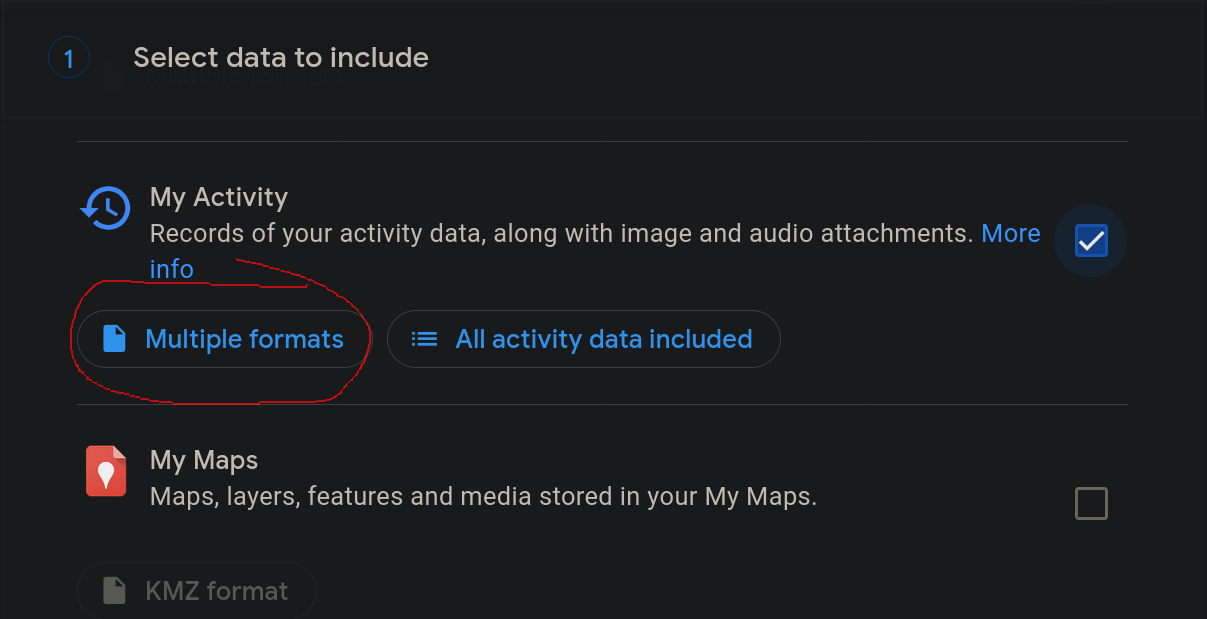 1
Select data to include
My Activity
Records of your activity data, along with image and audio attachments. More
info
Multiple formats
All activity data included
My Maps
Maps, layers, features and media stored in your My Maps.
KMZ format